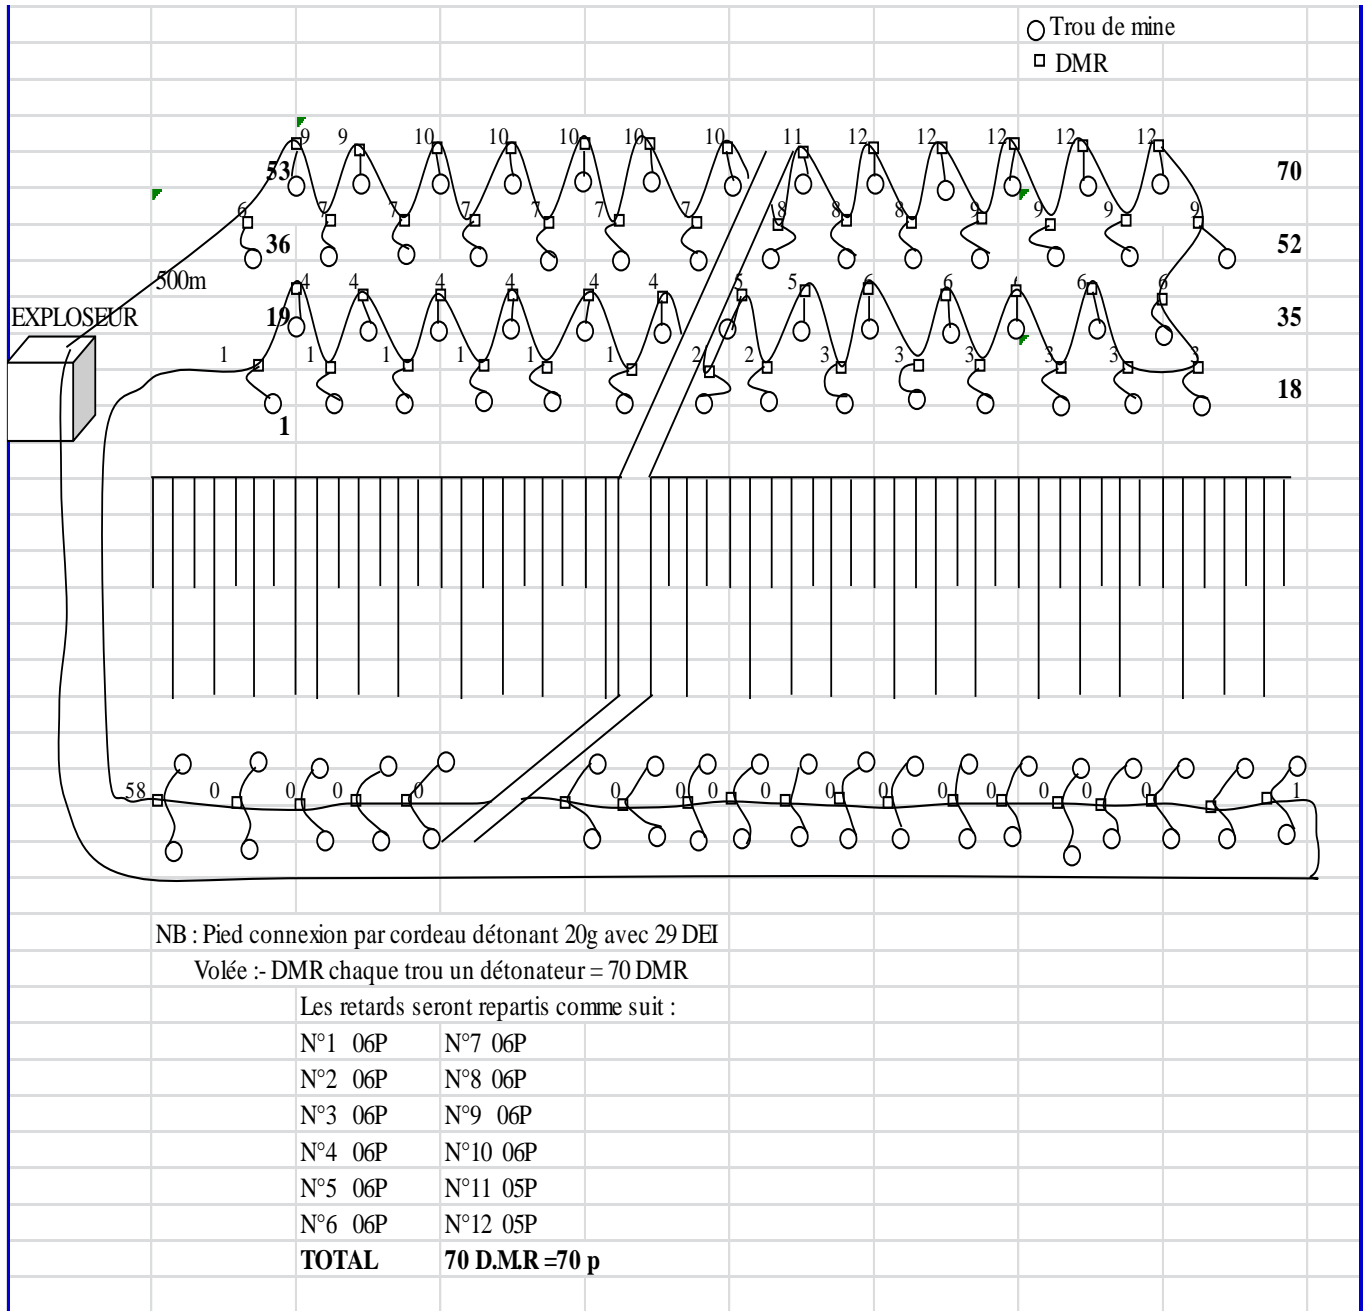 Trou de mine
DMR
9 9 10 10 10 10 10 11 12 12 12 12 12
53 70
6 7 7 7 7 7 7 8 8 8 9 9 9 9
36 52
500m
4 4 4 4 4 4 5 5 6 6 4 6 6
EXPLOSEUR
19 35
1 1 1 1 1 1 2 2 3 3 3 3 3 3
18
1
58 0 0 0 0 0 0 0 0 0 0 0 0 0 0 1
NB : Pied connexion par cordeau détonant 20g avec 29 DEI
Volée :- DMR chaque trou un détonateur = 70 DMR
Les retards seront repartis comme suit :
N°1 06P N°7 06P
N°2 06P N°8 06P
N°3 06P N°9 06P
N°4 06P N°10 06P
N°5 06P N°11 05P
N°6 06P N°12 05P
TOTAL 70 D.M.R =70 p